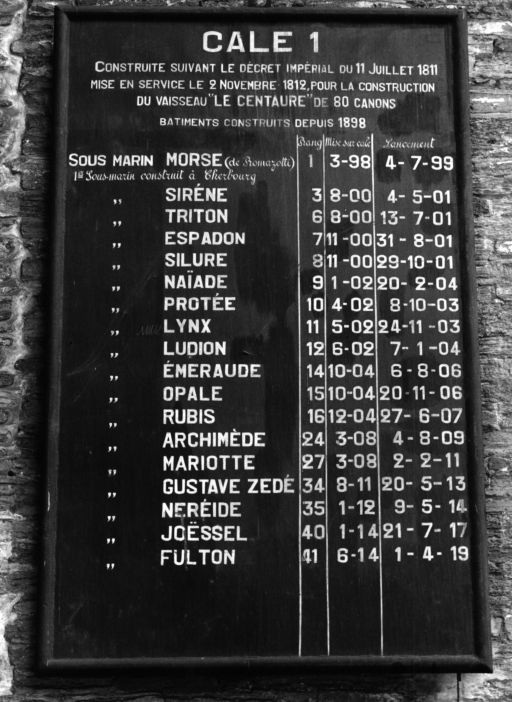 CALE 1
CONSTRUITE SUIVANT LE DÉCRET IMPÉRIAL DU 11 JUILLET 1811
MISE EN SERVICE LE 2 NOVEMBRE 1812, POUR LA CONSTRUCTION
DU VAISSEAU "LE CENTAURE" DE 80 CANONS
BATIMENTS CONSTRUITS DEPUIS 1898
Rang Mise sur cale Lancement
SOUS MARIN MORSE (de Romazotti) 1 3-98 4-7-99
1er Sous-marin construit à Cherbourg
,, SIRÉNE 3 8-00 4-5-01
,, TRITON 6 8-00 13-7-01
,, ESPADON 7 11-00 31-8-01
,, SILURE 8 11-00 29-10-01
,, NAÏADE 9 1-02 20-2-04
,, PROTÉE 10 4-02 8-10-03
,, LYNX 11 5-02 24-11-03
,, LUDION 12 6-02 7-1-04
,, ÉMERAUDE 14 10-04 6-8-06
,, OPALE 15 10-04 20-11-06
,, RUBIS 16 12-04 27-6-07
,, ARCHIMÈDE 24 3-08 4-8-09
,, MARIOTTE 27 3-08 2-2-11
,, GUSTAVE ZEDÉ 34 8-11 20-5-13
,, NERÉIDE 35 1-12 9-5-14
,, JOËSSEL 40 1-14 21-7-17
,, FULTON 41 6-14 1-4-19